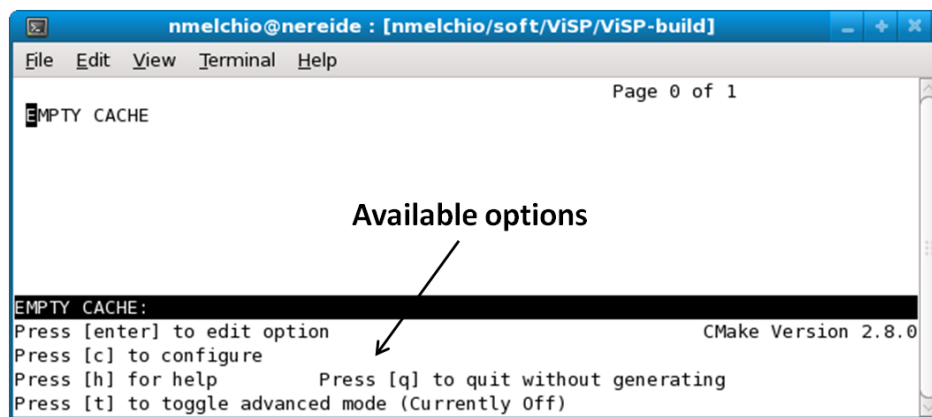 nmelchio@nereide : [nmelchio/soft/ViSP/ViSP-build]
File Edit View Terminal Help
Page 0 of 1
EMPTY CACHE
Available options
EMPTY CACHE:
Press [enter] to edit option CMake Version 2.8.0
Press [c] to configure
Press [h] for help Press [q] to quit without generating
Press [t] to toggle advanced mode (Currently Off)